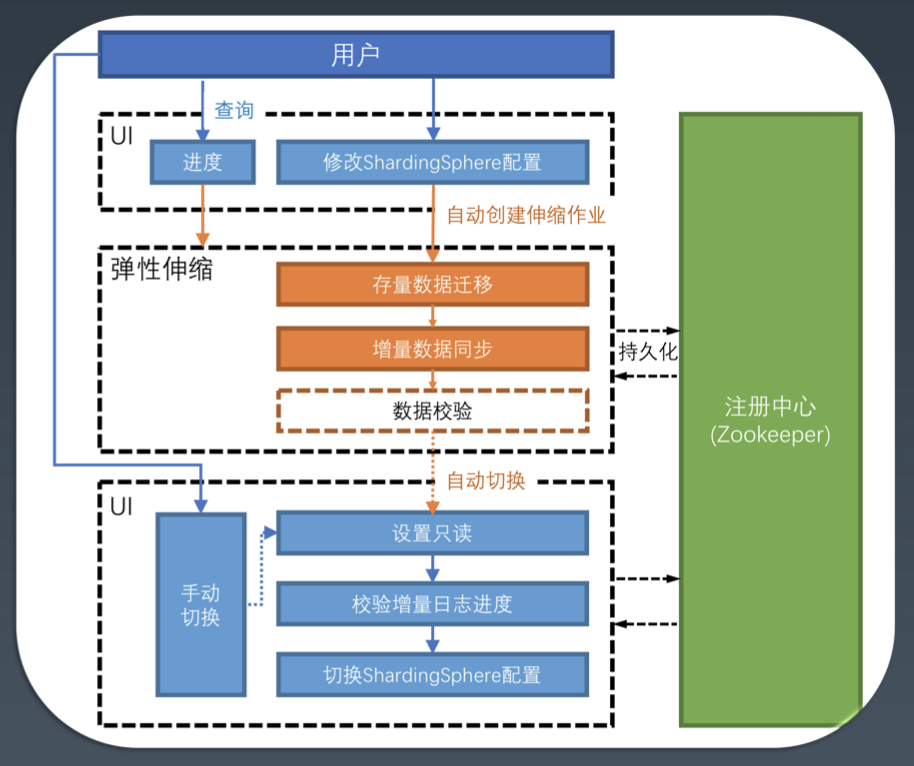 用户
查询
UI
进度
修改ShardingSphere配置
自动创建伸缩作业
弹性伸缩
存量数据迁移
增量数据同步
数据校验
持久化
注册中心
(Zookeeper)
自动切换
UI
设置只读
手动
切换
校验增量日志进度
切换ShardingSphere配置